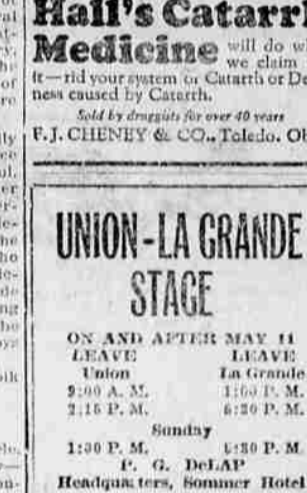 Hall's Catarr
Medicine will do w
we claim
it—rid your system of Catarrh or De
ness caused by Catarrh.
Sold by druggists for over 40 years
F. J. CHENEY & CO., Toledo. Oh
UNION-LA GRANDE
STAGE
ON AND AFTER MAY 11
LEAVE LEAVE
Union La Grande
9:00 A. M. 1:00 P. M.
2:15 P. M. 6:30 P. M.
Sunday
1:30 P. M. 6:30 P. M.
P. G. DeLAP
Headquarters, Sommer Hotel